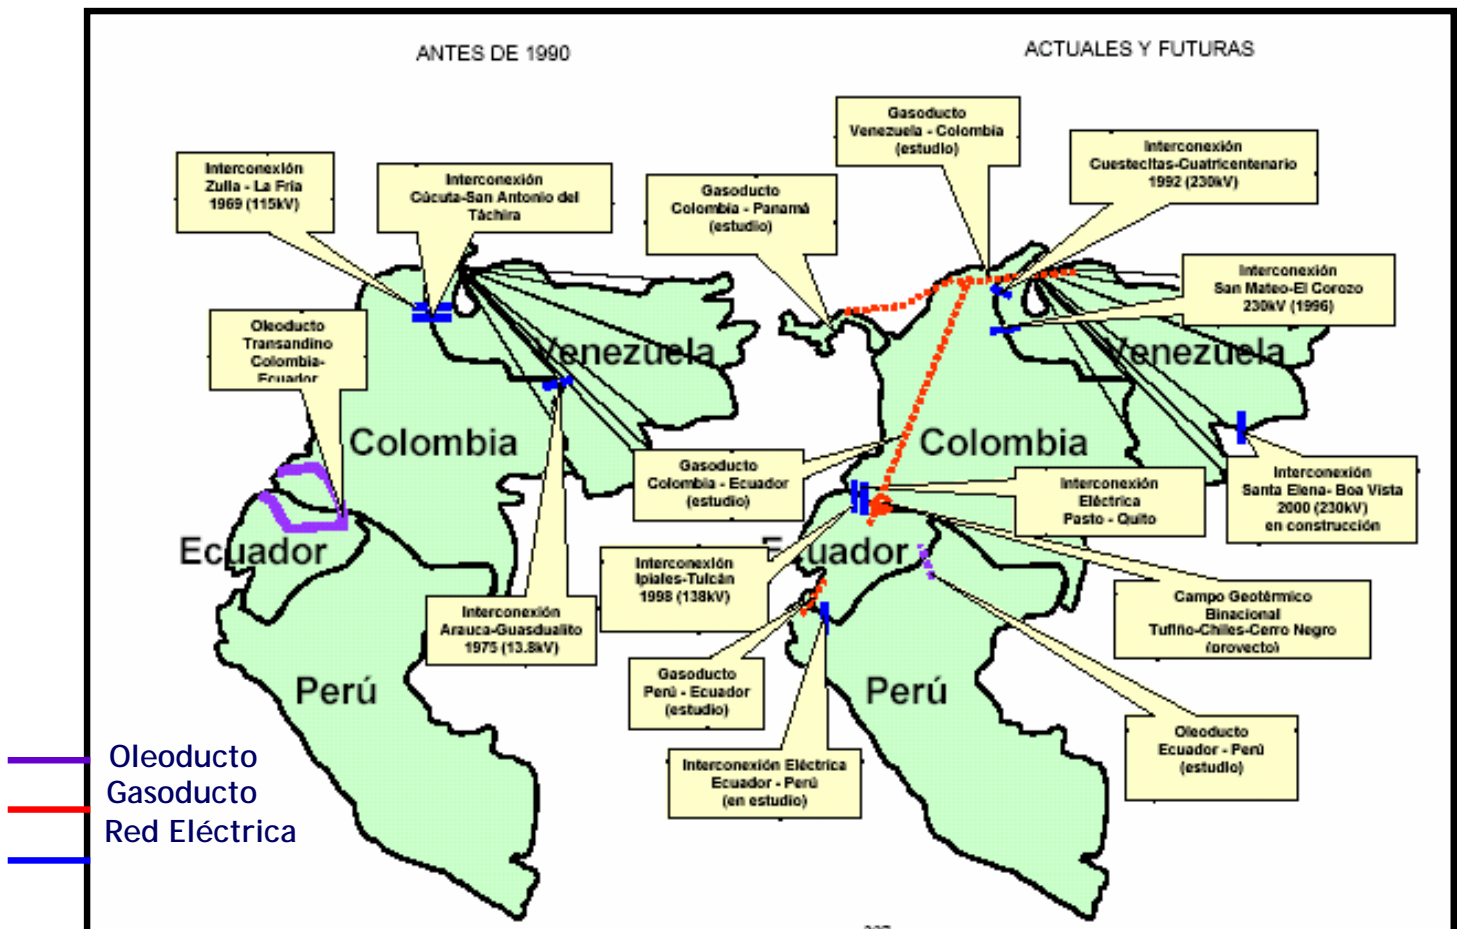 ANTES DE 1990
ACTUALES Y FUTURAS
Interconexión
Zulia - La Fría
1969 (115kV)
Interconexión
Cúcuta-San Antonio del
Táchira
Oleoducto
Transandino
Colombia-
Ecuador
Venezuela
Colombia
Ecuador
Perú
Interconexión
Arauca-Guasdualito
1975 (13.8kV)
Gasoducto
Venezuela - Colombia
(estudio)
Interconexión
Cuestecitas-Cuatricentenario
1992 (230kV)
Gasoducto
Colombia - Panamá
(estudio)
Interconexión
San Mateo-El Corozo
230kV (1996)
Venezuela
Colombia
Gasoducto
Colombia - Ecuador
(estudio)
Interconexión
Eléctrica
Pasto - Quito
Interconexión
Santa Elena- Boa Vista
2000 (230kV)
en construcción
Ecuador
Interconexión
Ipiales-Tulcán
1998 (138kV)
Campo Geotérmico
Binacional
Tufiño-Chiles-Cerro Negro
(proyecto)
Gasoducto
Perú - Ecuador
(estudio)
Perú
Oleoducto
Ecuador - Perú
(estudio)
Interconexión Eléctrica
Ecuador - Perú
(en estudio)
Oleoducto
Gasoducto
Red Eléctrica